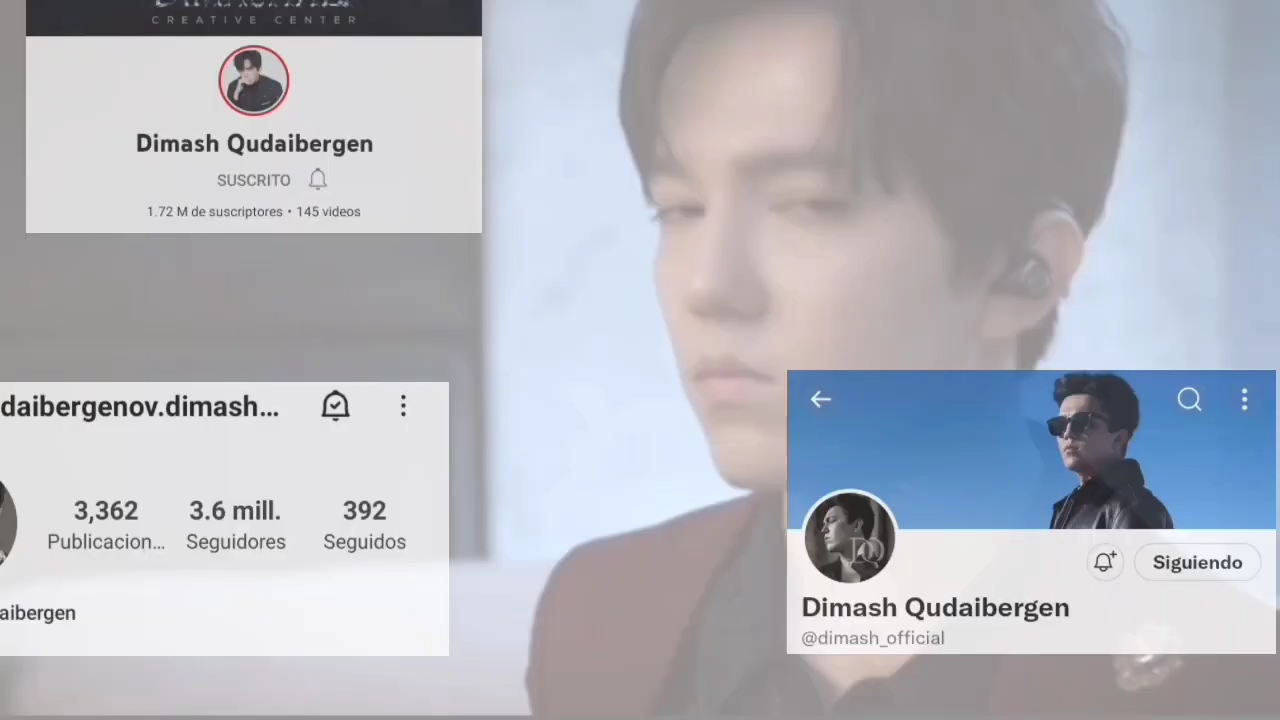 CREATIVE CENTER
Dimash Qudaibergen
SUSCRITO
1.72 M de suscriptores • 145 videos
daibergenov.dimash...
3,362 3.6 mill. 392
Publicacion... Seguidores Seguidos
aibergen
DQ
Siguiendo
Dimash Qudaibergen
@dimash_official